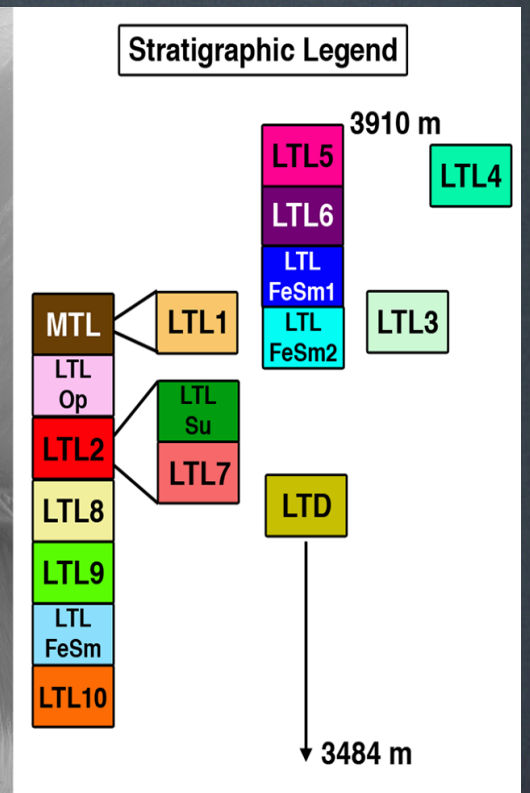 Stratigraphic Legend
3910 m
LTL5
LTL4
LTL6
LTL
FeSm1
MTL
LTL1
LTL
FeSm2
LTL3
LTL
Op
LTL2
LTL
Su
LTL7
LTL8
LTD
LTL9
LTL
FeSm
LTL10
3484 m